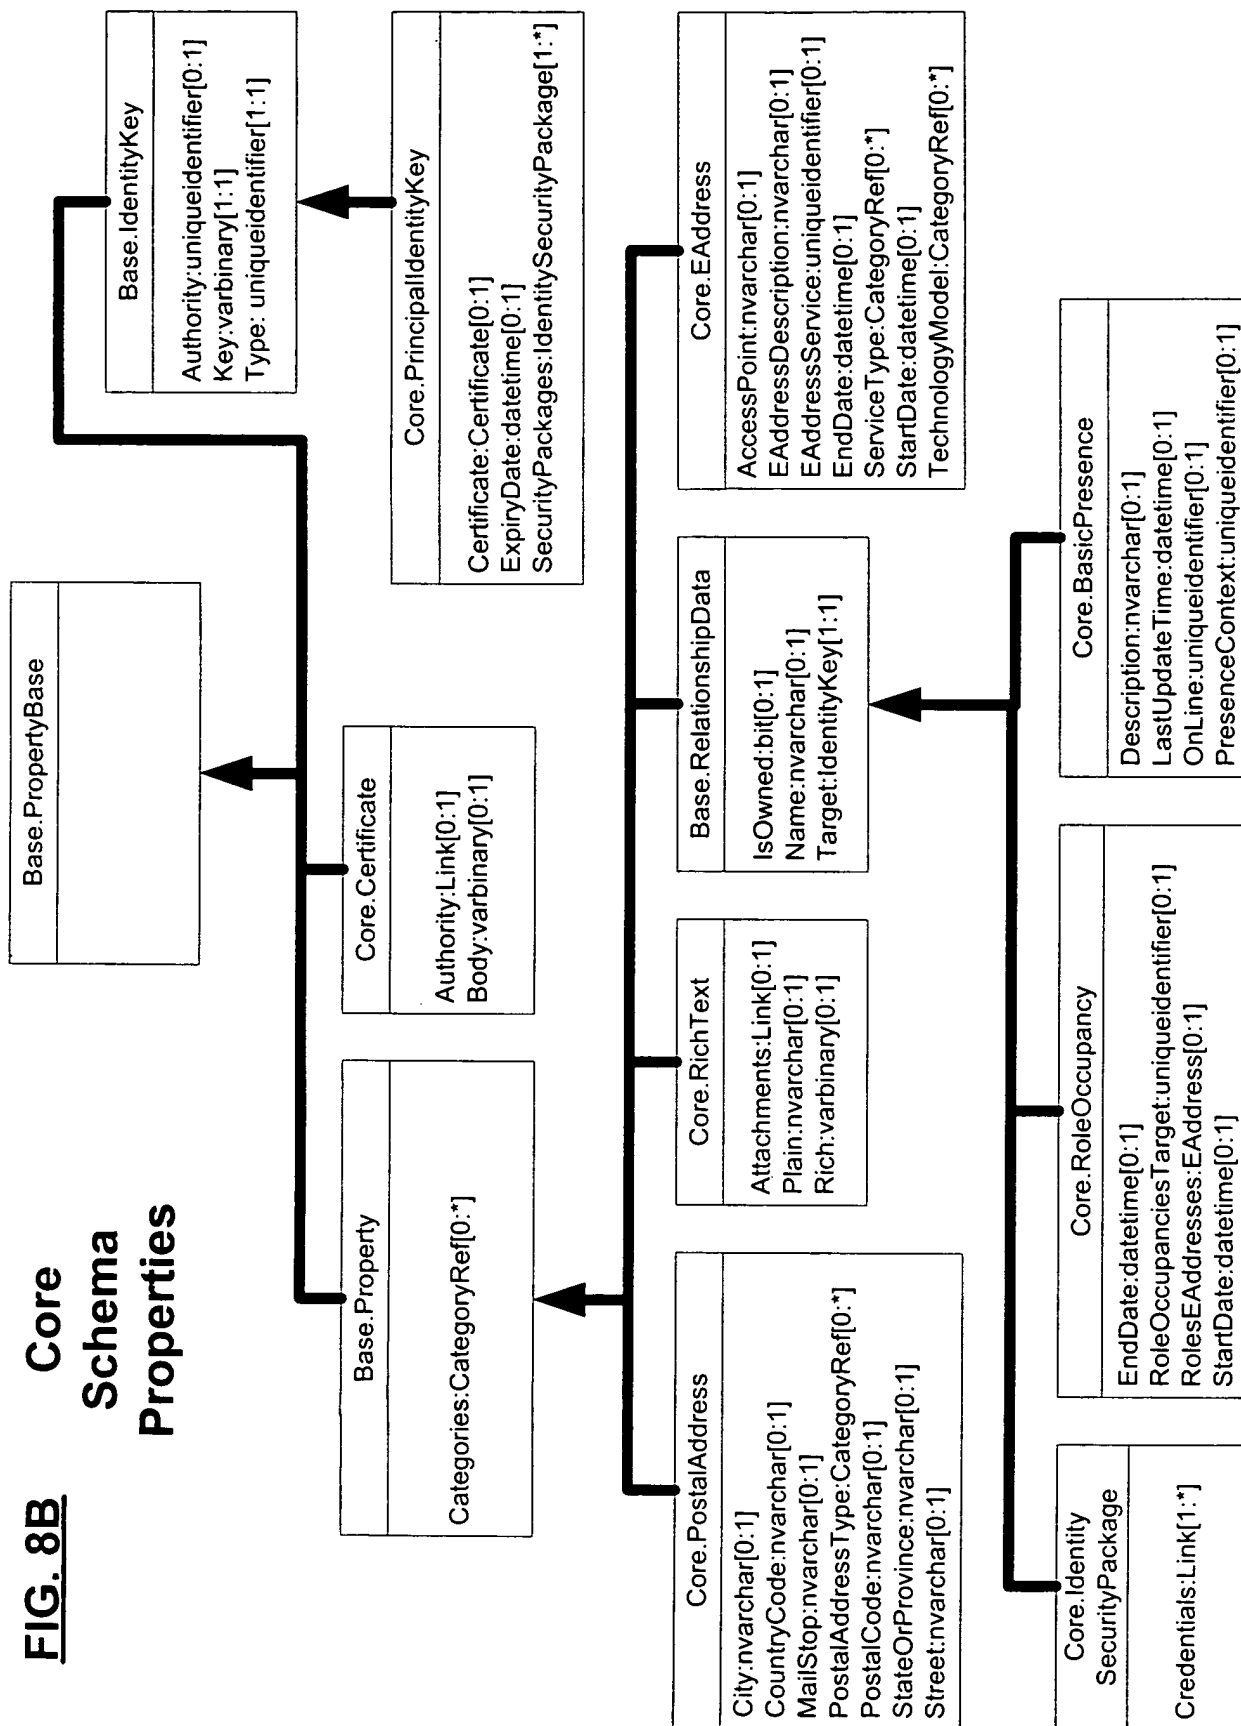 FIG. 8B
Core
Schema
Properties
Base.PropertyBase
Base.Property
Categories:CategoryRef[0:*]
Core.Certificate
Authority:Link[0:1]
Body:varbinary[0:1]
Base.IdentityKey
Authority:uniqueidentifier[0:1]
Key:varbinary[1:1]
Type: uniqueidentifier[1:1]
Core.PrincipalIdentityKey
Certificate:Certificate[0:1]
ExpiryDate:datetime[0:1]
SecurityPackages:IdentitySecurityPackage[1:*]
Core.PostalAddress
City:nvarchar[0:1]
CountryCode:nvarchar[0:1]
MailStop:nvarchar[0:1]
PostalAddressType:CategoryRef[0:*]
PostalCode:nvarchar[0:1]
StateOrProvince:nvarchar[0:1]
Street:nvarchar[0:1]
Core.RichText
Attachments:Link[0:1]
Plain:nvarchar[0:1]
Rich:varbinary[0:1]
Base.RelationshipData
IsOwned:bit[0:1]
Name:nvarchar[0:1]
Target:IdentityKey[1:1]
Core.EAddress
AccessPoint:nvarchar[0:1]
EAddressDescription:nvarchar[0:1]
EAddressService:uniqueidentifier[0:1]
EndDate:datetime[0:1]
ServiceType:CategoryRef[0:*]
StartDate:datetime[0:1]
TechnologyModel:CategoryRef[0:*]
Core.Identity
SecurityPackage
Credentials:Link[1:*]
Core.RoleOccupancy
EndDate:datetime[0:1]
RoleOccupanciesTarget:uniqueidentifier[0:1]
RolesEAddresses:EAddress[0:1]
StartDate:datetime[0:1]
Core.BasicPresence
Description:nvarchar[0:1]
LastUpdateTime:datetime[0:1]
OnLine:uniqueidentifier[0:1]
PresenceContext:uniqueidentifier[0:1]